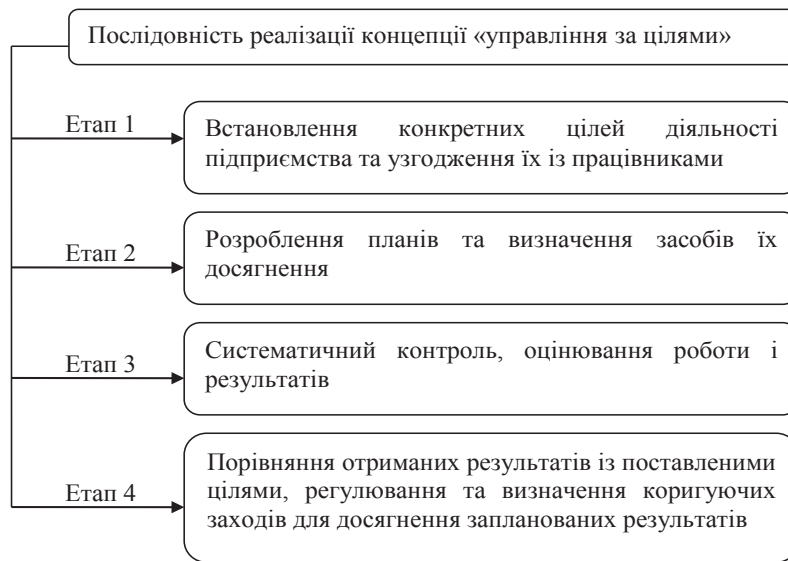 Послідовність реалізації концепції «управління за цілями»
Етап 1
Встановлення конкретних цілей діяльності
підприємства та узгодження їх із працівниками
Етап 2
Розроблення планів та визначення засобів їх
досягнення
Етап 3
Систематичний контроль, оцінювання роботи і
результатів
Етап 4
Порівняння отриманих результатів із поставленими
цілями, регулювання та визначення коригуючих
заходів для досягнення запланованих результатів